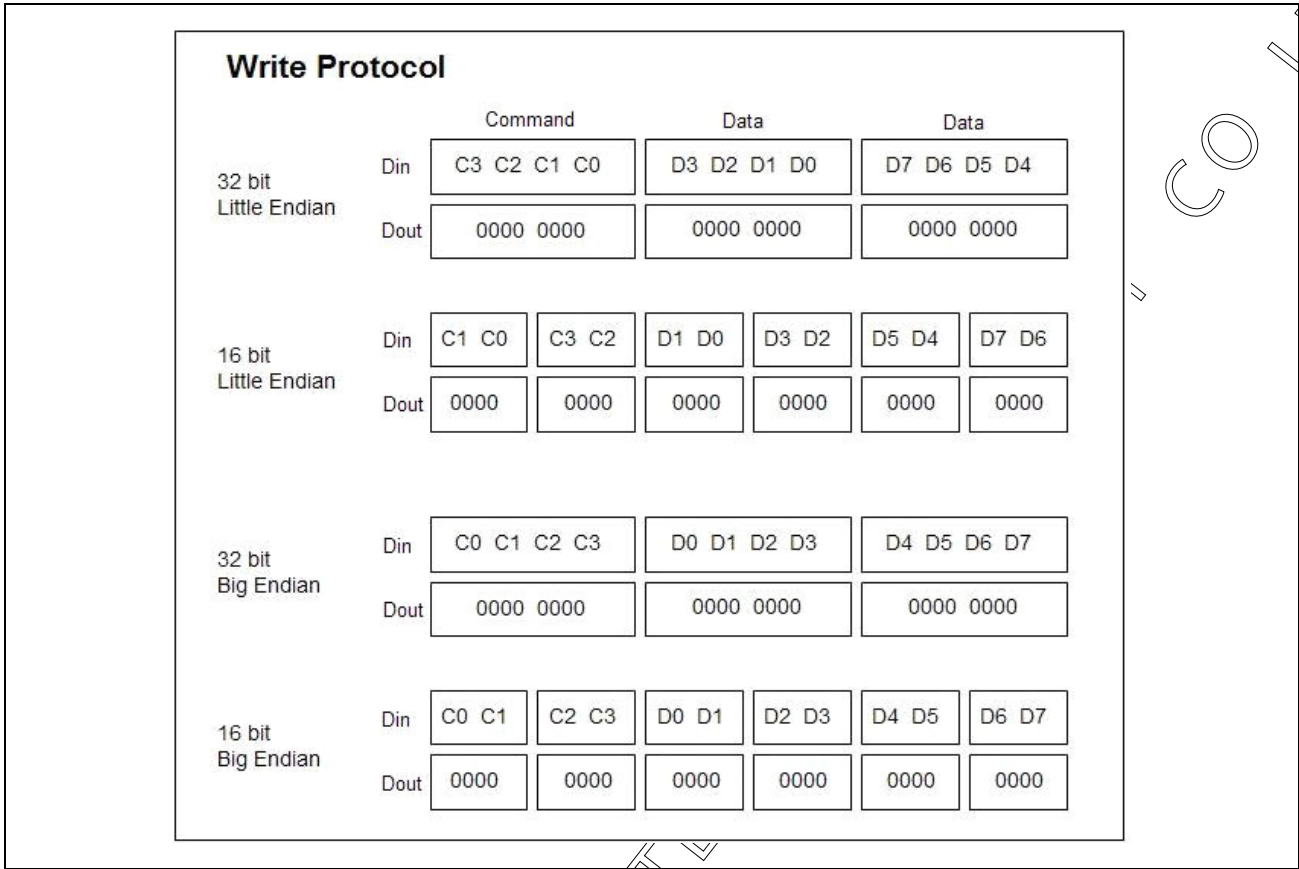 Write Protocol
Command Data Data
32 bit
Little Endian
Din C3 C2 C1 C0 D3 D2 D1 D0 D7 D6 D5 D4
Dout 0000 0000 0000 0000 0000 0000
16 bit
Little Endian
Din C1 C0 C3 C2 D1 D0 D3 D2 D5 D4 D7 D6
Dout 0000 0000 0000 0000 0000 0000
32 bit
Big Endian
Din C0 C1 C2 C3 D0 D1 D2 D3 D4 D5 D6 D7
Dout 0000 0000 0000 0000 0000 0000
16 bit
Big Endian
Din C0 C1 C2 C3 D0 D1 D2 D3 D4 D5 D6 D7
Dout 0000 0000 0000 0000 0000 0000